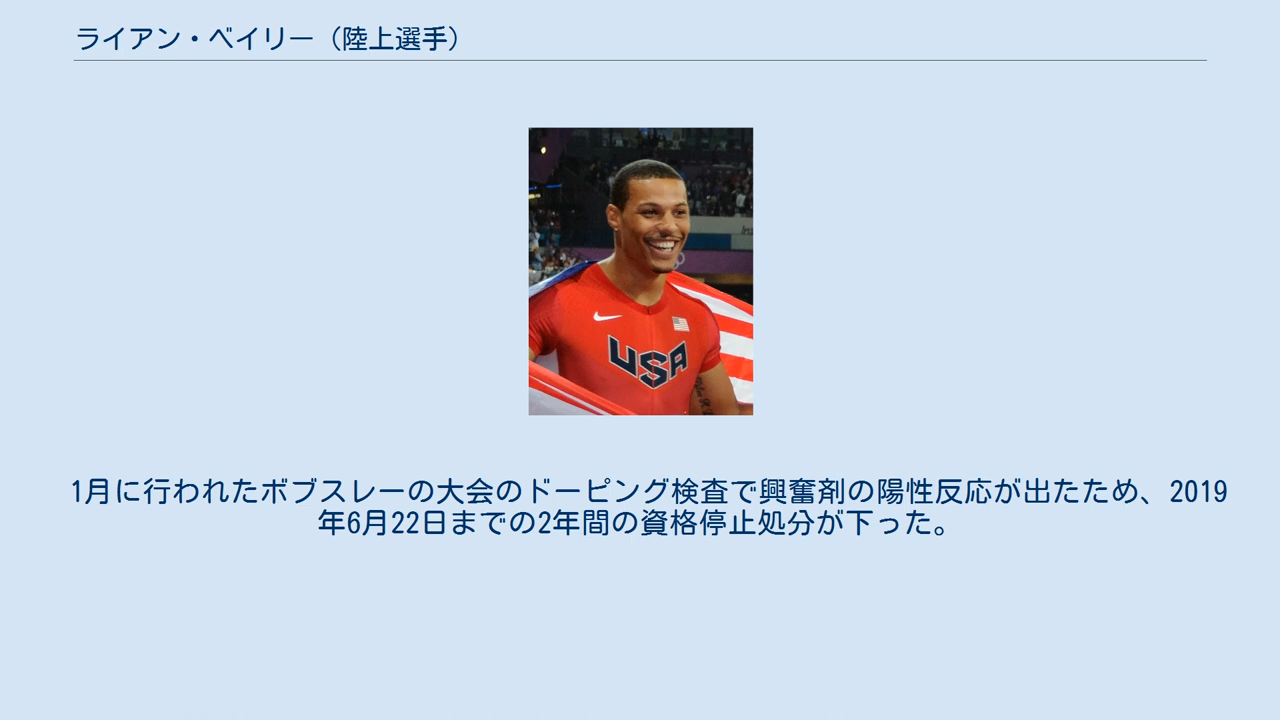 ライアン・ベイリー（陸上選手）
USA
1月に行われたボブスレーの大会のドーピング検査で興奮剤の陽性反応が出たため、2019
年6月22日までの2年間の資格停止処分が下った。